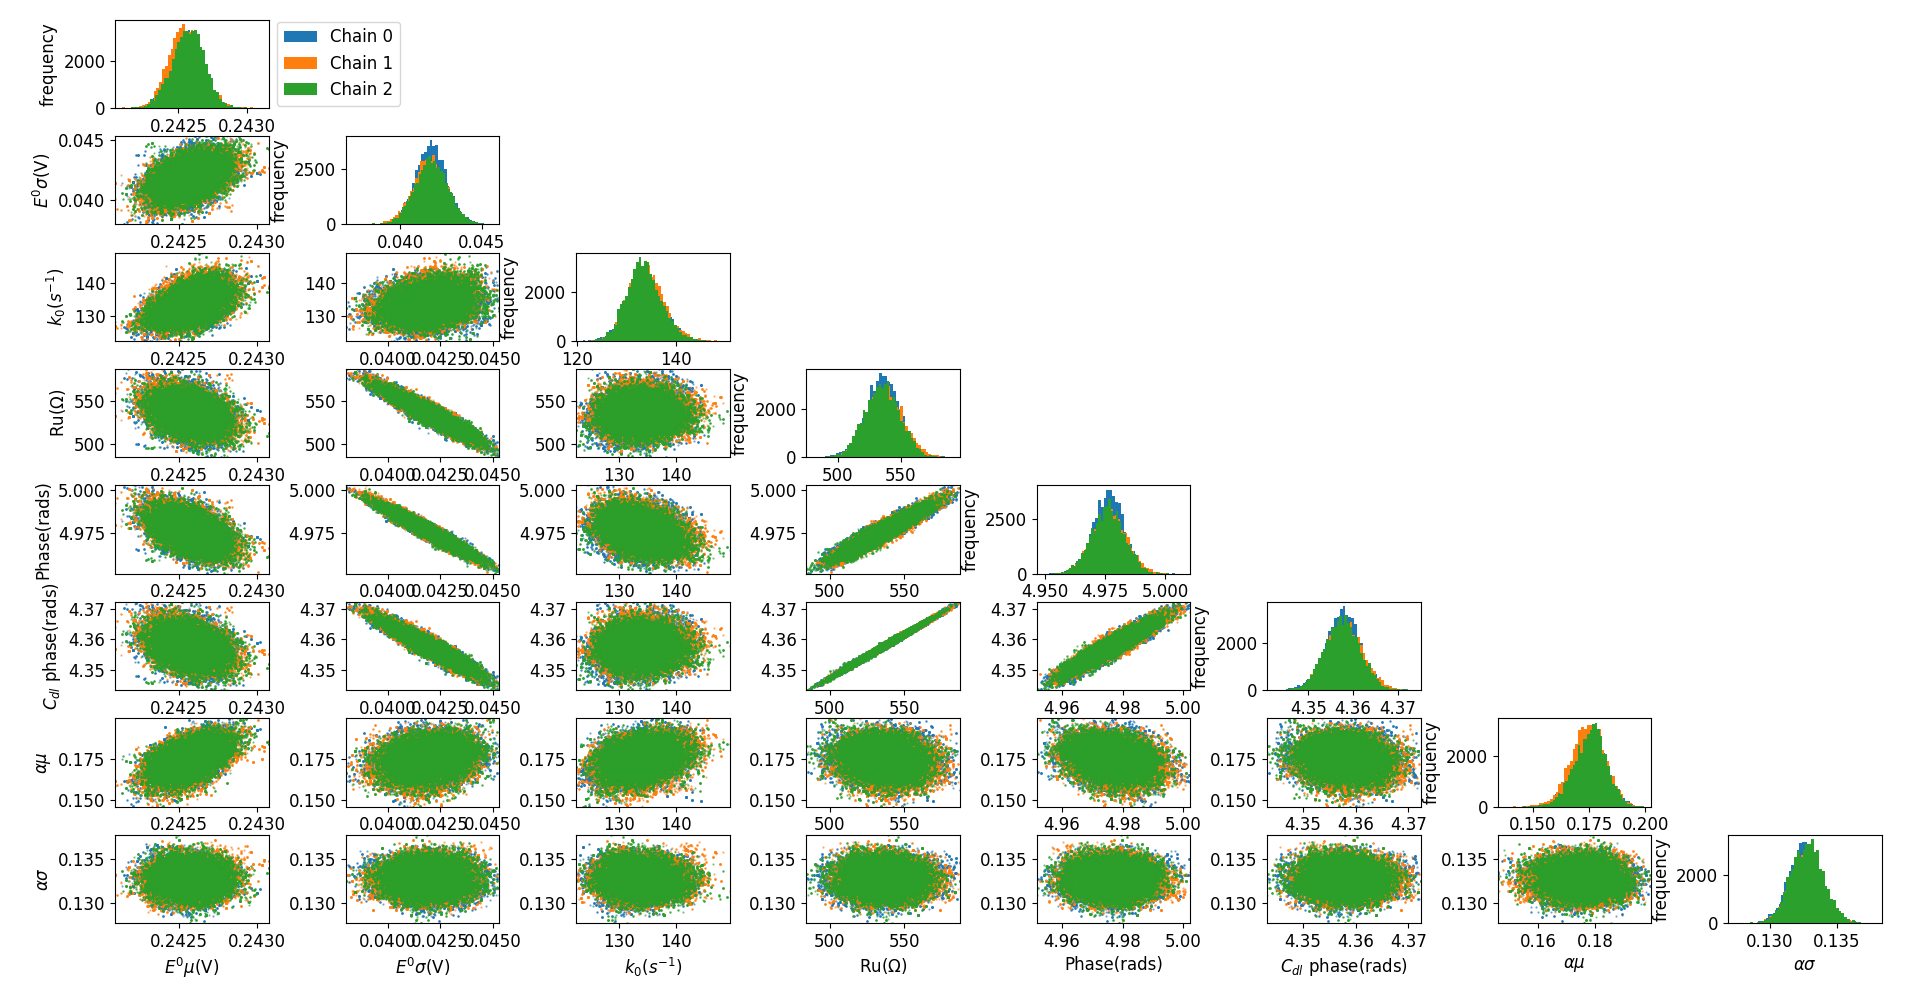 frequency
2000
0
0.2425 0.2430
Chain 0
Chain 1
Chain 2
E⁰σ(V)
0.045
0.040
0.2425 0.2430
frequency
2500
0
0.040 0.045
k₀(s⁻¹)
140
130
0.2425 0.2430
140
130
0.0400 0.0425 0.0450
frequency
2000
0
120 140
Ru(Ω)
550
500
0.2425 0.2430
550
500
0.0400 0.0425 0.0450
550
500
130 140
frequency
2000
0
500 550
Phase(rads)
5.000
4.975
0.2425 0.2430
5.000
4.975
0.0400 0.0425 0.0450
5.000
4.975
130 140
5.000
4.975
500 550
frequency
2500
0
4.950 4.975 5.000
C_dl phase(rads)
4.37
4.36
4.35
0.2425 0.2430
4.37
4.36
4.35
0.0400 0.0425 0.0450
4.37
4.36
4.35
130 140
4.37
4.36
4.35
500 550
4.37
4.35
4.96 4.98 5.00
frequency
2000
0
4.35 4.36 4.37
αμ
0.175
0.150
0.2425 0.2430
0.175
0.150
0.0400 0.0425 0.0450
0.175
0.150
130 140
0.175
0.150
500 550
0.175
0.150
4.96 4.98 5.00
0.175
0.150
4.35 4.36 4.37
frequency
2000
0
0.150 0.175 0.200
ασ
0.135
0.130
0.2425 0.2430
E⁰μ(V)
0.135
0.130
0.0400 0.0425 0.0450
E⁰σ(V)
0.135
0.130
130 140
k₀(s⁻¹)
0.135
0.130
500 550
Ru(Ω)
0.135
0.130
4.96 4.98 5.00
Phase(rads)
0.135
0.130
4.35 4.36 4.37
C_dl phase(rads)
0.135
0.130
0.16 0.18
αμ
frequency
2000
0
0.130 0.135
ασ